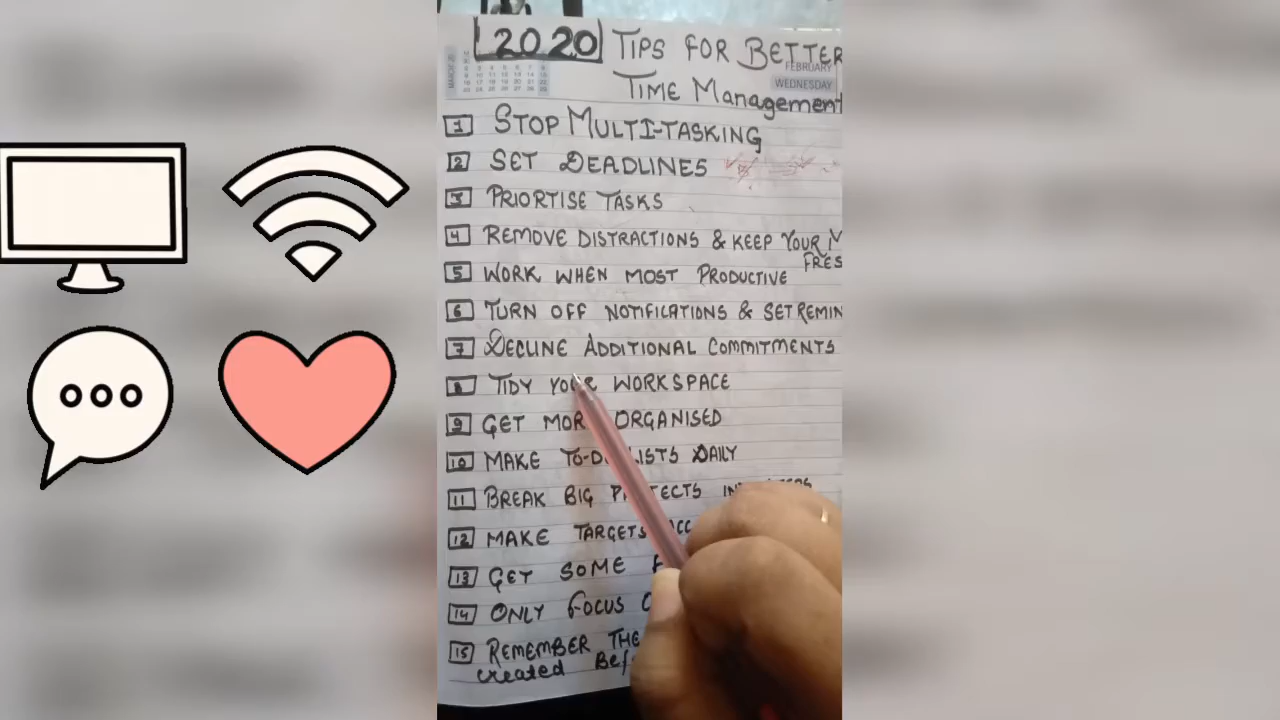 2020 TIPS FOR BETTER
FEBRUARY
WEDNESDAY
TIME Management
1 STOP MULTI-TASKING
2 SET DEADLINES
3 PRIORTISE TASKS
4 REMOVE DISTRACTIONS & KEEP YOUR
5 WORK WHEN MOST PRODUCTIVE
6 TURN OFF NOTIFICATIONS & SET
7 DECLINE ADDITIONAL COMMITMENTS
8 TIDY YOUR WORKSPACE
9 GET MORE ORGANISED
10 MAKE TO-DO LISTS DAILY
11 BREAK BIG
12 MAKE TARGETS
13 GET SOME
14 ONLY FOCUS
15 REMEMBER THE
created